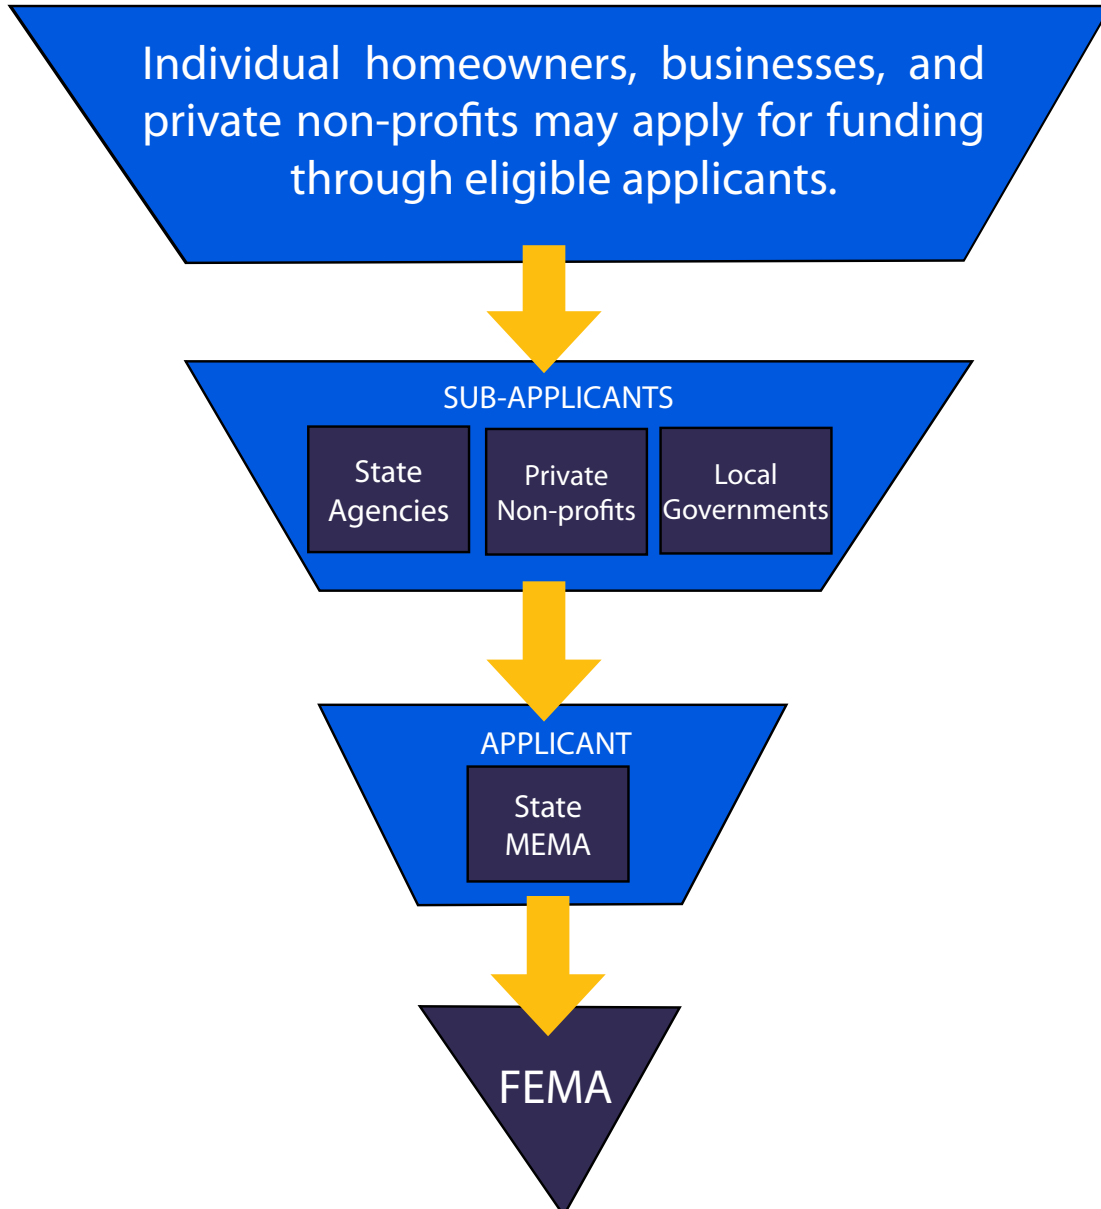 Individual homeowners, businesses, and
private non-profits may apply for funding
through eligible applicants.
SUB-APPLICANTS
State
Agencies
Private
Non-profits
Local
Governments
APPLICANT
State
MEMA
FEMA